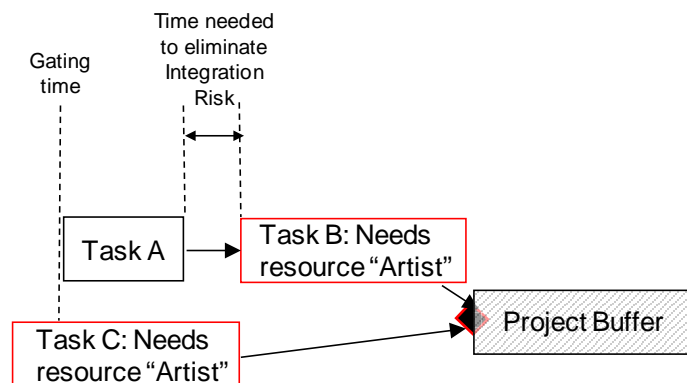 Time needed
to eliminate
Integration
Risk
Gating
time
Task A
Task B: Needs
resource “Artist”
Project Buffer
Task C: Needs
resource “Artist”